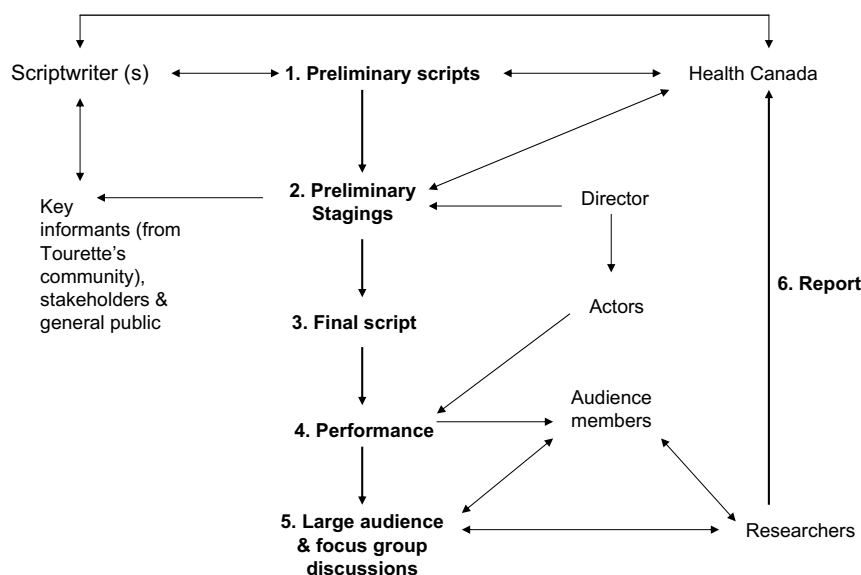 Scriptwriter (s)
1. Preliminary scripts
Health Canada
2. Preliminary
Stagings
Director
Key
informants (from
Tourette's
community),
stakeholders &
general public
6. Report
Actors
3. Final script
Audience
members
4. Performance
5. Large audience
& focus group
discussions
Researchers